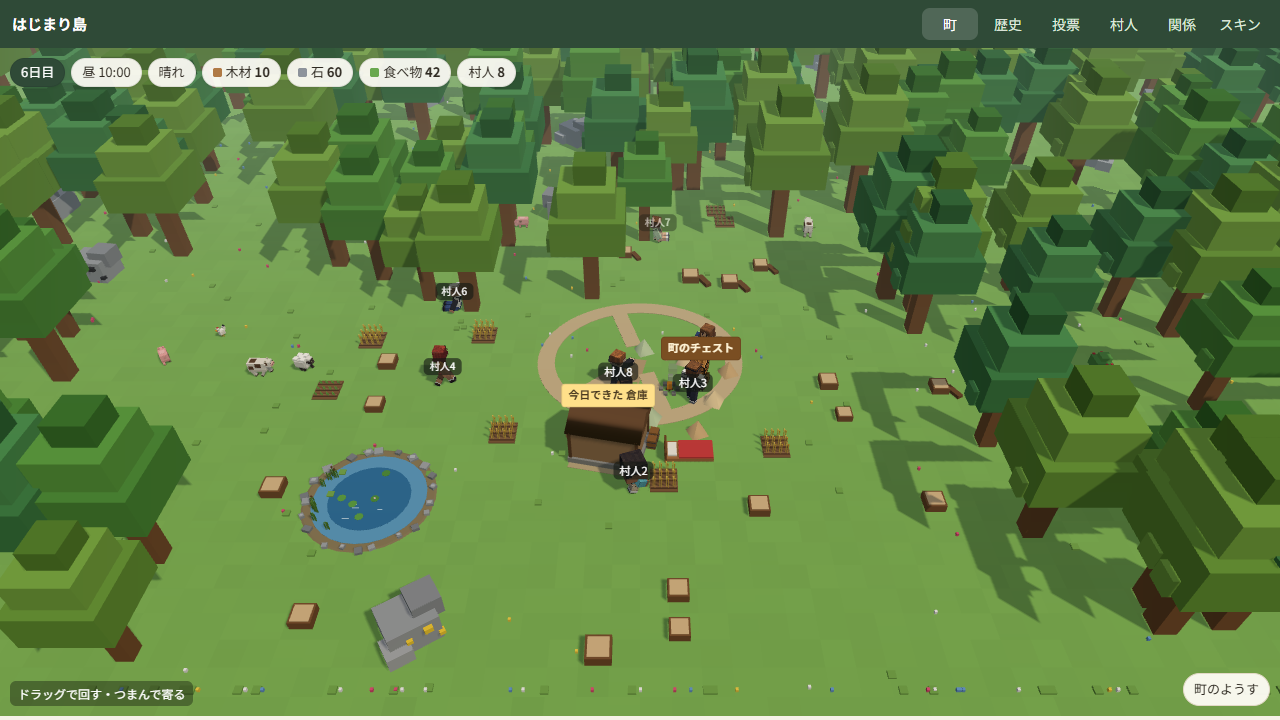 はじまり島
町 歴史 投票 村人 関係 スキン
6日目 昼 10:00 晴れ 木材 10 石 60 食べ物 42 村人 8
村人7
村人6
町のチェスト
村人4
村人8
村人3
今日できた 倉庫
村人2
ドラッグで回す・つまんで寄る
町のようす